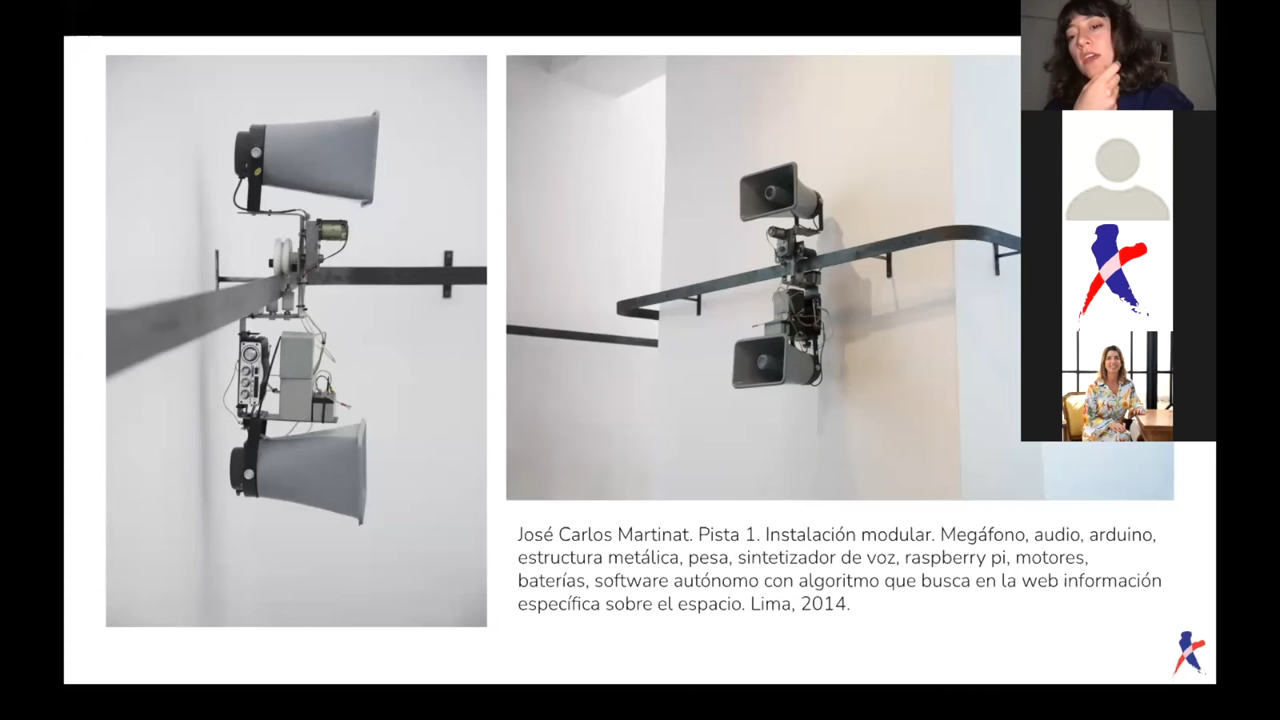 José Carlos Martinat. Pista 1. Instalación modular. Megáfono, audio, arduino,
estructura metálica, pesa, sintetizador de voz, raspberry pi, motores,
baterías, software autónomo con algoritmo que busca en la web información
específica sobre el espacio. Lima, 2014.